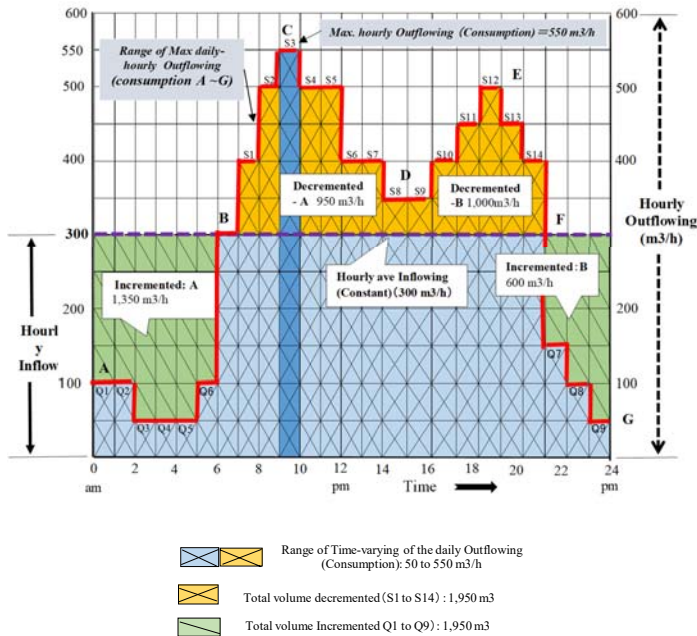 600
550
500
400
300
200
100
Hourl
y
Inflow
Range of Max daily-
hourly Outflowing
(consumption A ~G)
C
Max. hourly Outflowing (Consumption) ＝550 m3/h
S3
S2
S4
S5
S1
S6
S7
D
S8
S9
S10
S11
S12
E
S13
S14
Decremented
- A 950 m3/h
Decremented
-B 1,000m3/h
B
F
Hourly ave Inflowing
(Constant)（300 m3/h）
Incremented: A
1,350 m3/h
Incremented：B
600 m3/h
A
Q1
Q2
Q3
Q4
Q5
Q6
Q7
Q8
Q9
G
600
500
400
300
200
100
Hourly
Outflowing
(m3/h)
0 2 4 6 8 10 12 14 16 18 20 22 24
am pm Time pm
Range of Time-varying of the daily Outflowing
(Consumption): 50 to 550 m3/h
Total volume decremented（S1 to S14）: 1,950 m3
Total volume Incremented Q1 to Q9）: 1,950 m3